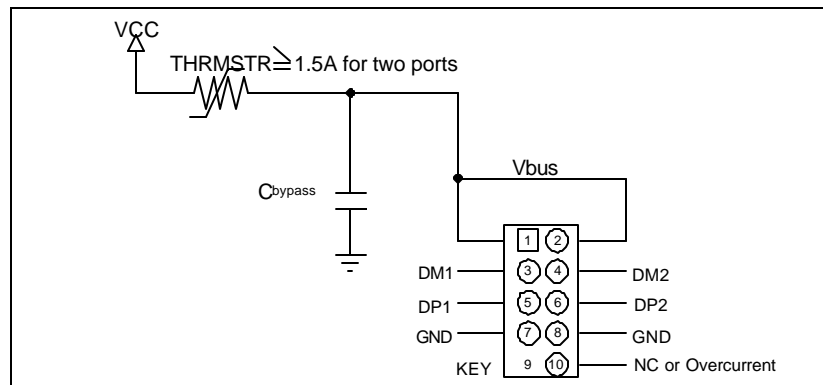 VCC
THRMSTR≥1.5A for two ports
Vbus
Cbypass
1 2
DM1 3 4 DM2
DP1 5 6 DP2
GND 7 8 GND
KEY 9 10 NC or Overcurrent